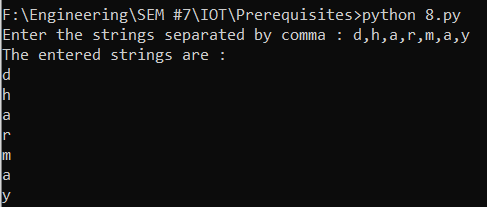 F:\Engineering\SEM #7\IOT\Prerequisites>python 8.py
Enter the strings separated by comma : d,h,a,r,m,a,y
The entered strings are :
d
h
a
r
m
a
y